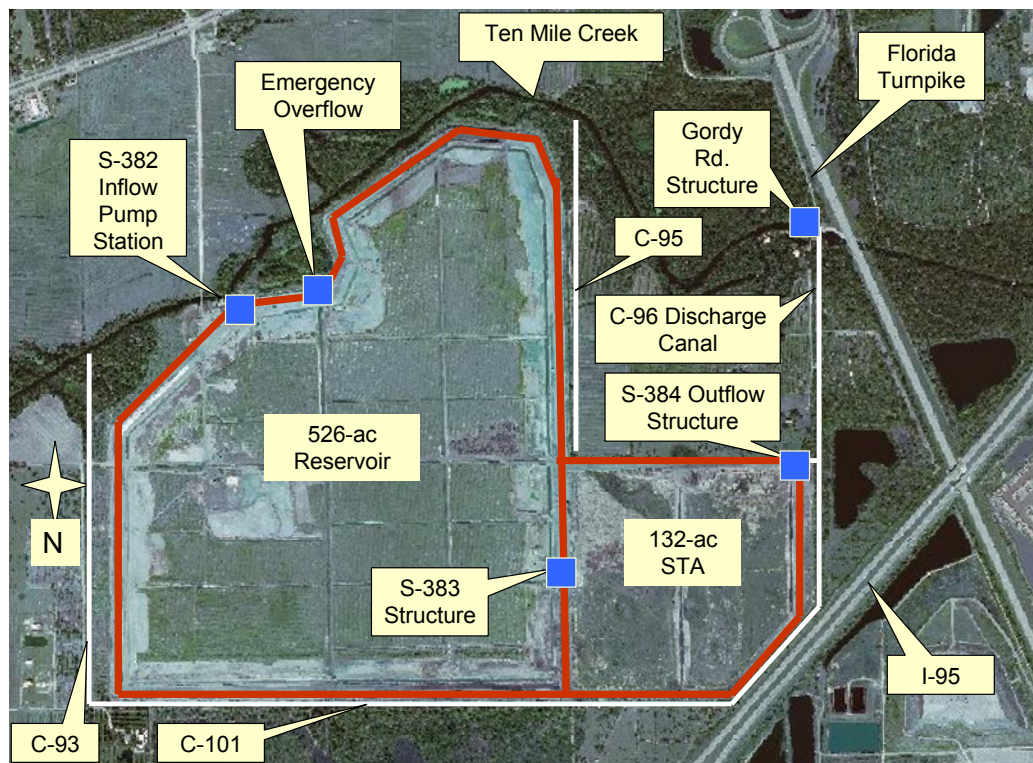 Ten Mile Creek
Emergency
Overflow
Florida
Turnpike
S-382
Inflow
Pump
Station
Gordy
Rd.
Structure
C-95
C-96 Discharge
Canal
S-384 Outflow
Structure
526-ac
Reservoir
N
132-ac
STA
S-383
Structure
I-95
C-93
C-101